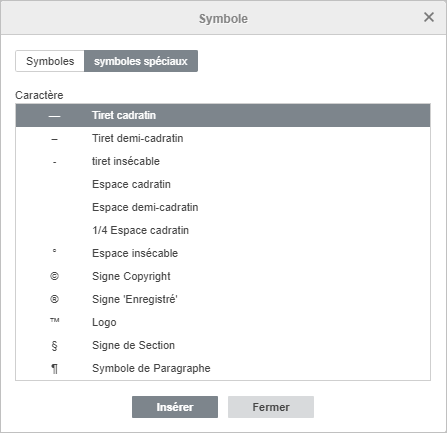 Symbole ×
Symboles symboles spéciaux
Caractère
— Tiret cadratin
– Tiret demi-cadratin
- tiret insécable
Espace cadratin
Espace demi-cadratin
1/4 Espace cadratin
° Espace insécable
© Signe Copyright
® Signe 'Enregistré'
™ Logo
§ Signe de Section
¶ Symbole de Paragraphe
Insérer Fermer